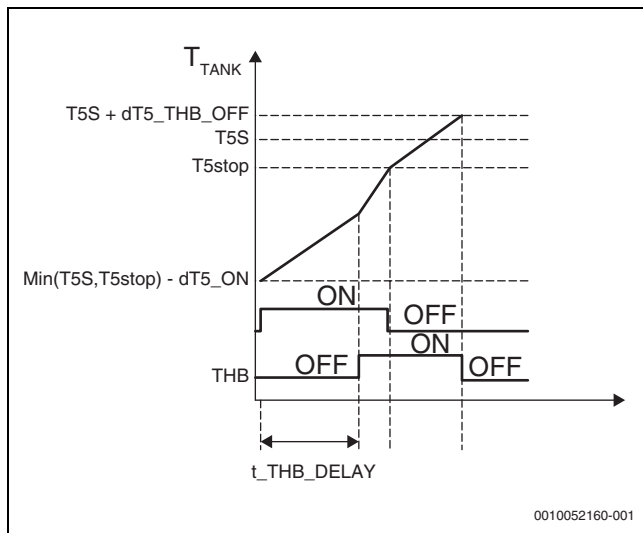 T_TANK
T5S + dT5_THB_OFF
T5S
T5stop
Min(T5S,T5stop) - dT5_ON
ON
OFF
ON
THB
OFF
OFF
t_THB_DELAY
0010052160-001